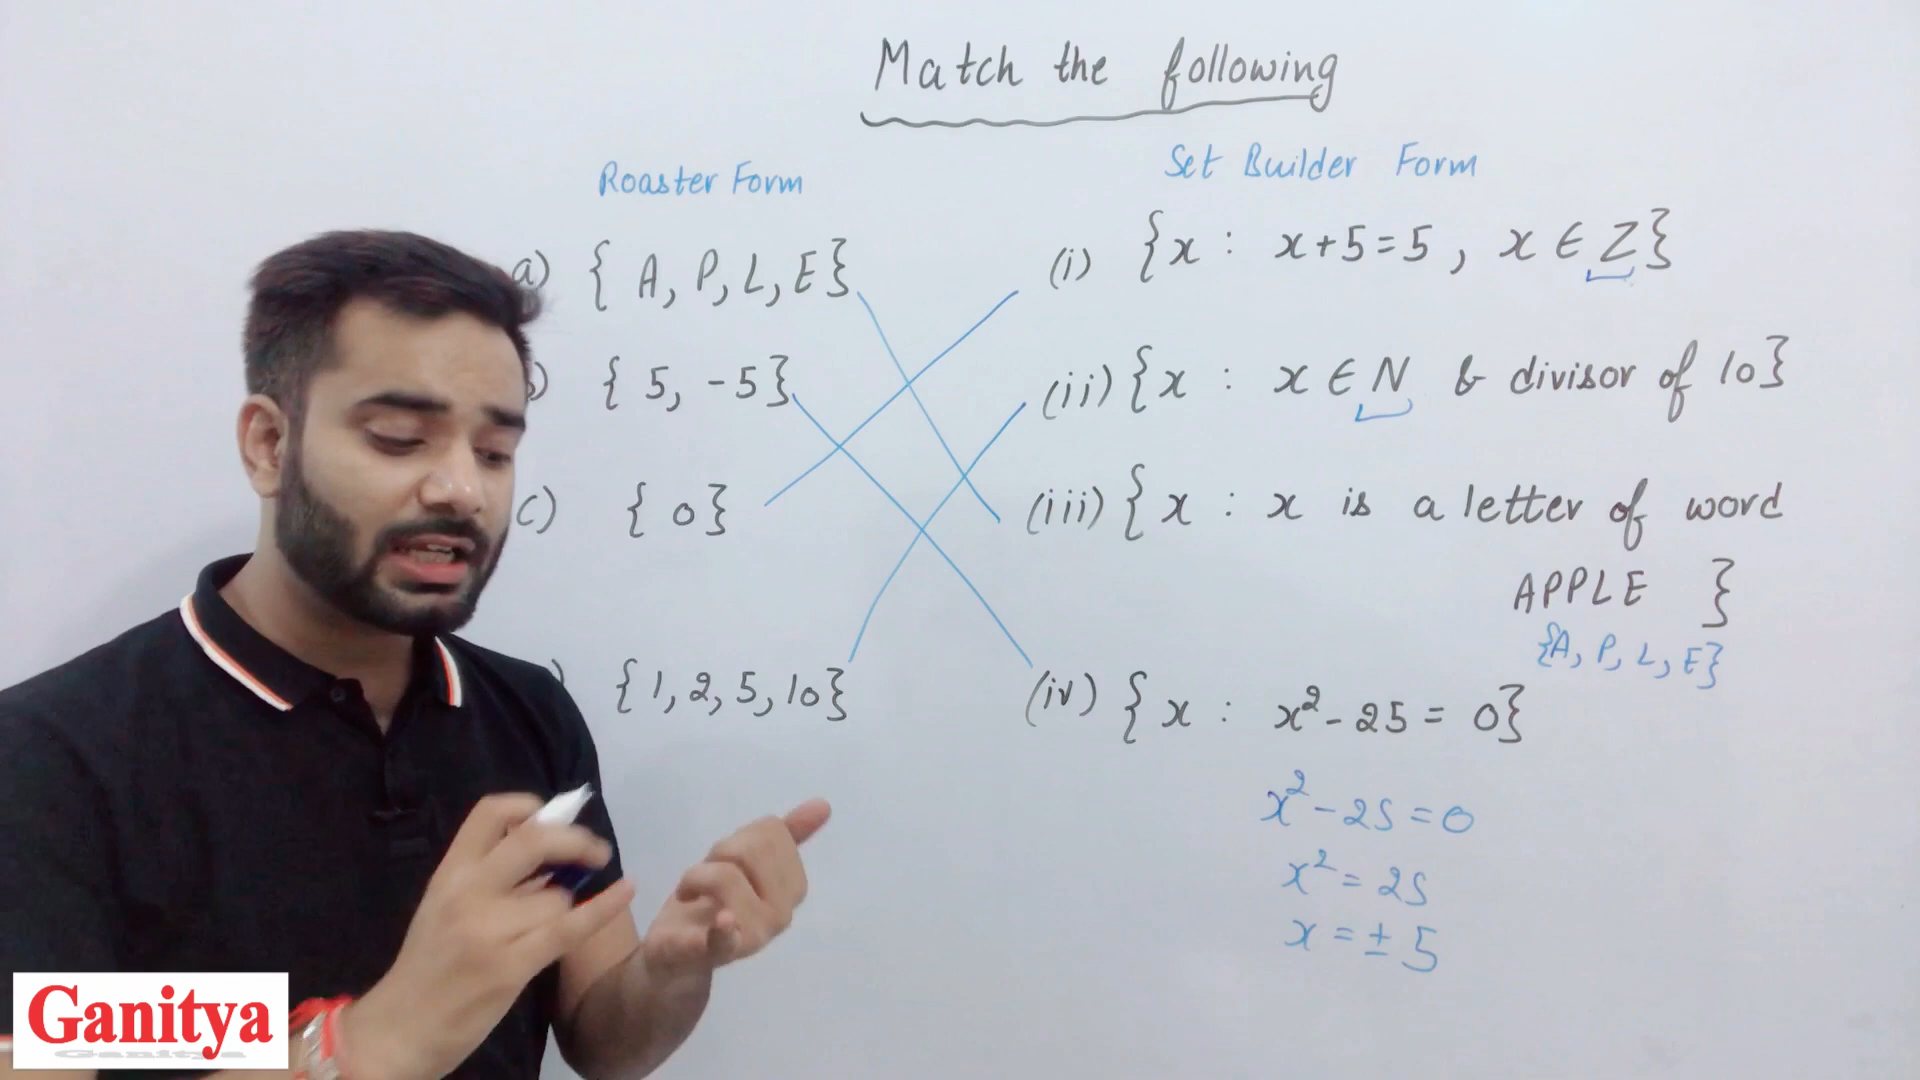 Match the following
Roaster Form
Set Builder Form
a) { A, P, L, E}
(i) {x : x+5=5, x ∈ Z}
{ 5, -5}
(ii) {x : x ∈ N & divisor of 10}
c) { 0 }
(iii) {x : x is a letter of word
APPLE }
{A, P, L, E}
) {1, 2, 5, 10}
(iv) {x : x²-25 = 0}
x²-25=0
x²=25
x=±5
Ganitya